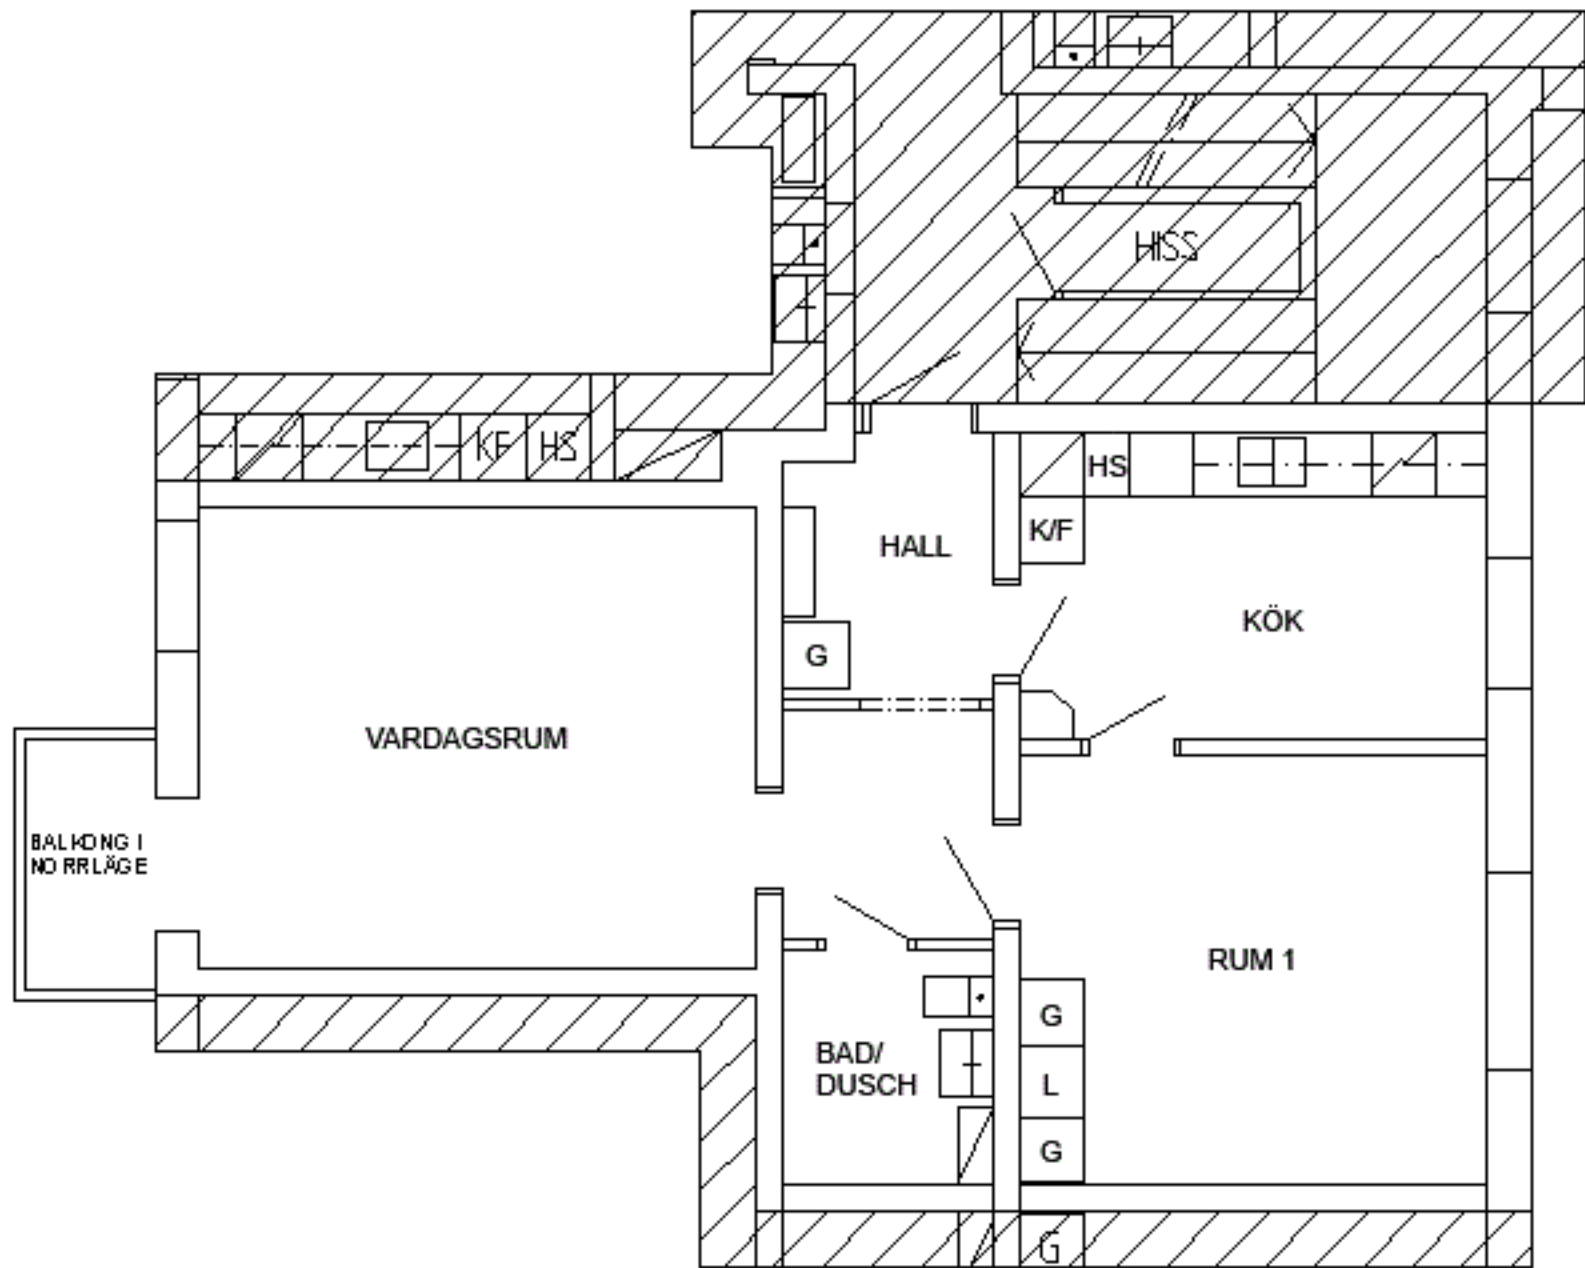 HISS
KF
HS
HS
K/F
HALL
KÖK
G
VARDAGSRUM
BALKONG I
NORRLÄGE
RUM 1
G
BAD/
DUSCH
L
G
G